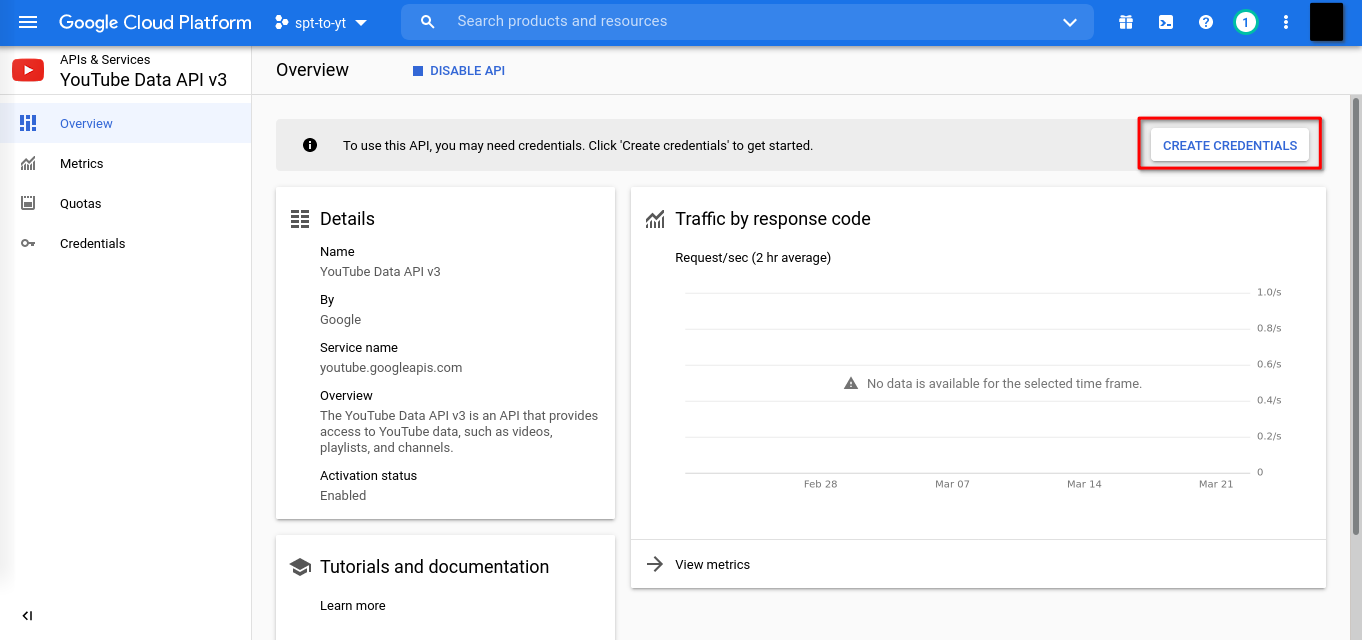 Google Cloud Platform
spt-to-yt
Search products and resources
1
APIs & Services
YouTube Data API v3
Overview
DISABLE API
Overview
Metrics
Quotas
Credentials
To use this API, you may need credentials. Click 'Create credentials' to get started.
CREATE CREDENTIALS
Details
Name
YouTube Data API v3
By
Google
Service name
youtube.googleapis.com
Overview
The YouTube Data API v3 is an API that provides
access to YouTube data, such as videos,
playlists, and channels.
Activation status
Enabled
Traffic by response code
Request/sec (2 hr average)
1.0/s
0.8/s
0.6/s
No data is available for the selected time frame.
0.4/s
0.2/s
0
Feb 28
Mar 07
Mar 14
Mar 21
View metrics
Tutorials and documentation
Learn more